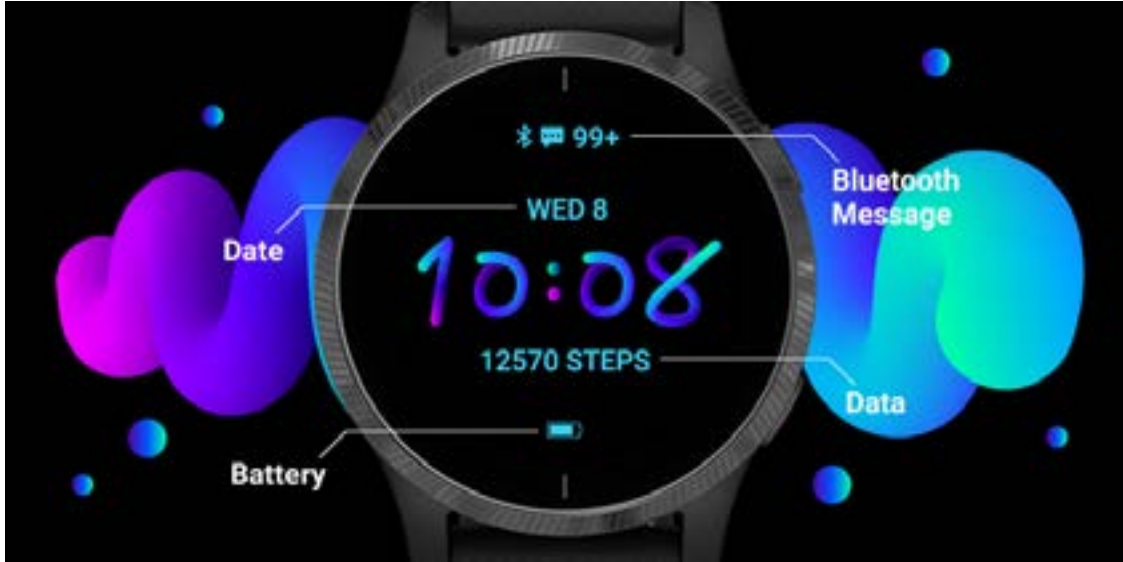 99+
Bluetooth
Message
WED 8
Date
10:08
12570 STEPS
Data
Battery